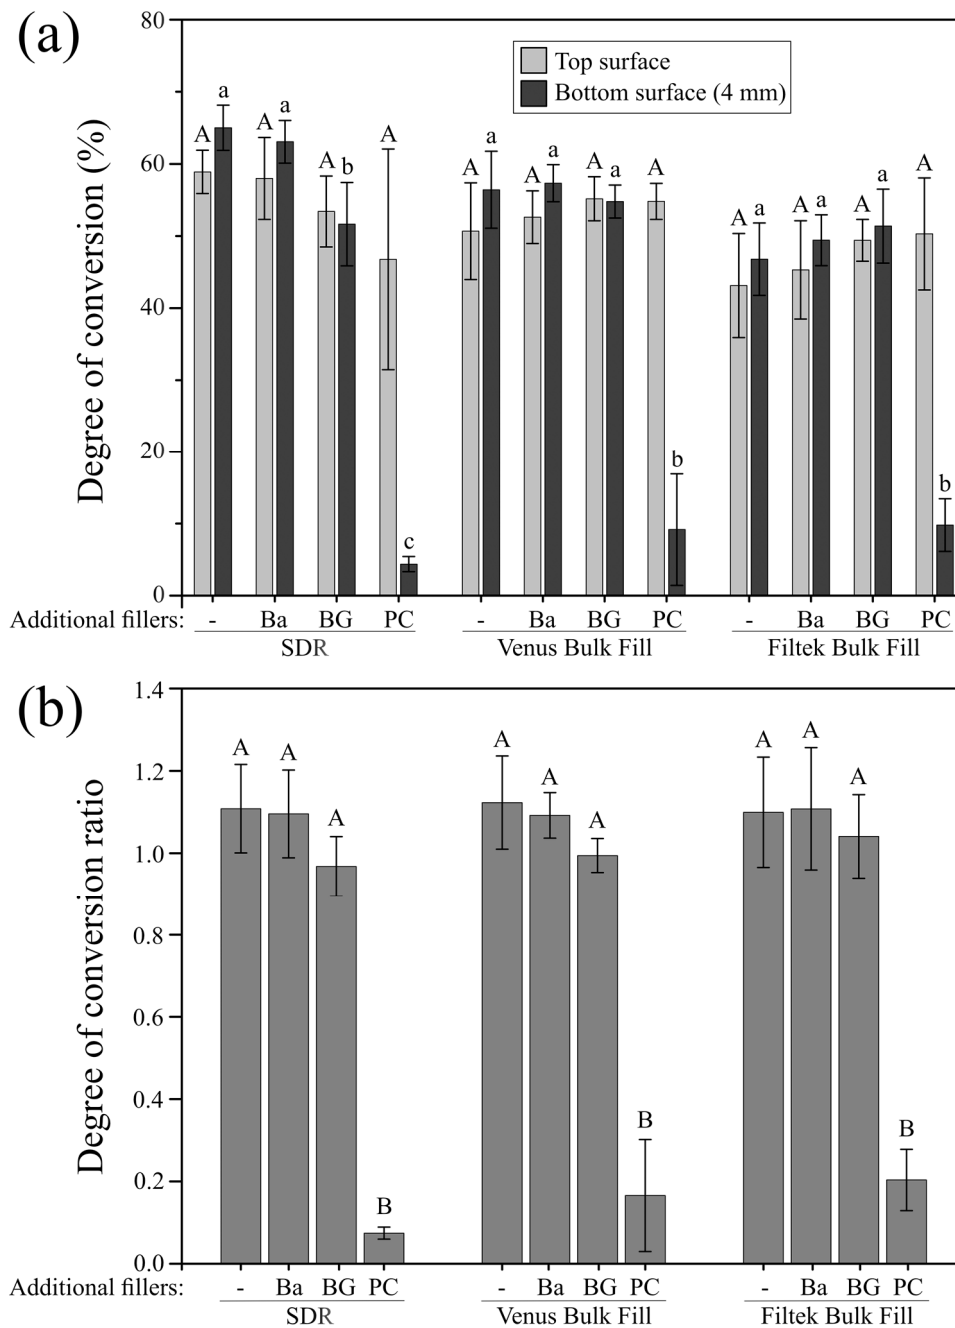 (a)
80
60
40
20
0
Degree of conversion (%)
Top surface
Bottom surface (4 mm)
A a A a A b A c
A a A a A a A b
A a A a A a A b
Additional fillers: - Ba BG PC - Ba BG PC - Ba BG PC
SDR Venus Bulk Fill Filtek Bulk Fill
(b)
1.4
1.2
1.0
0.8
0.6
0.4
0.2
0.0
Degree of conversion ratio
A A A B
A A A B
A A A B
Additional fillers: - Ba BG PC - Ba BG PC - Ba BG PC
SDR Venus Bulk Fill Filtek Bulk Fill